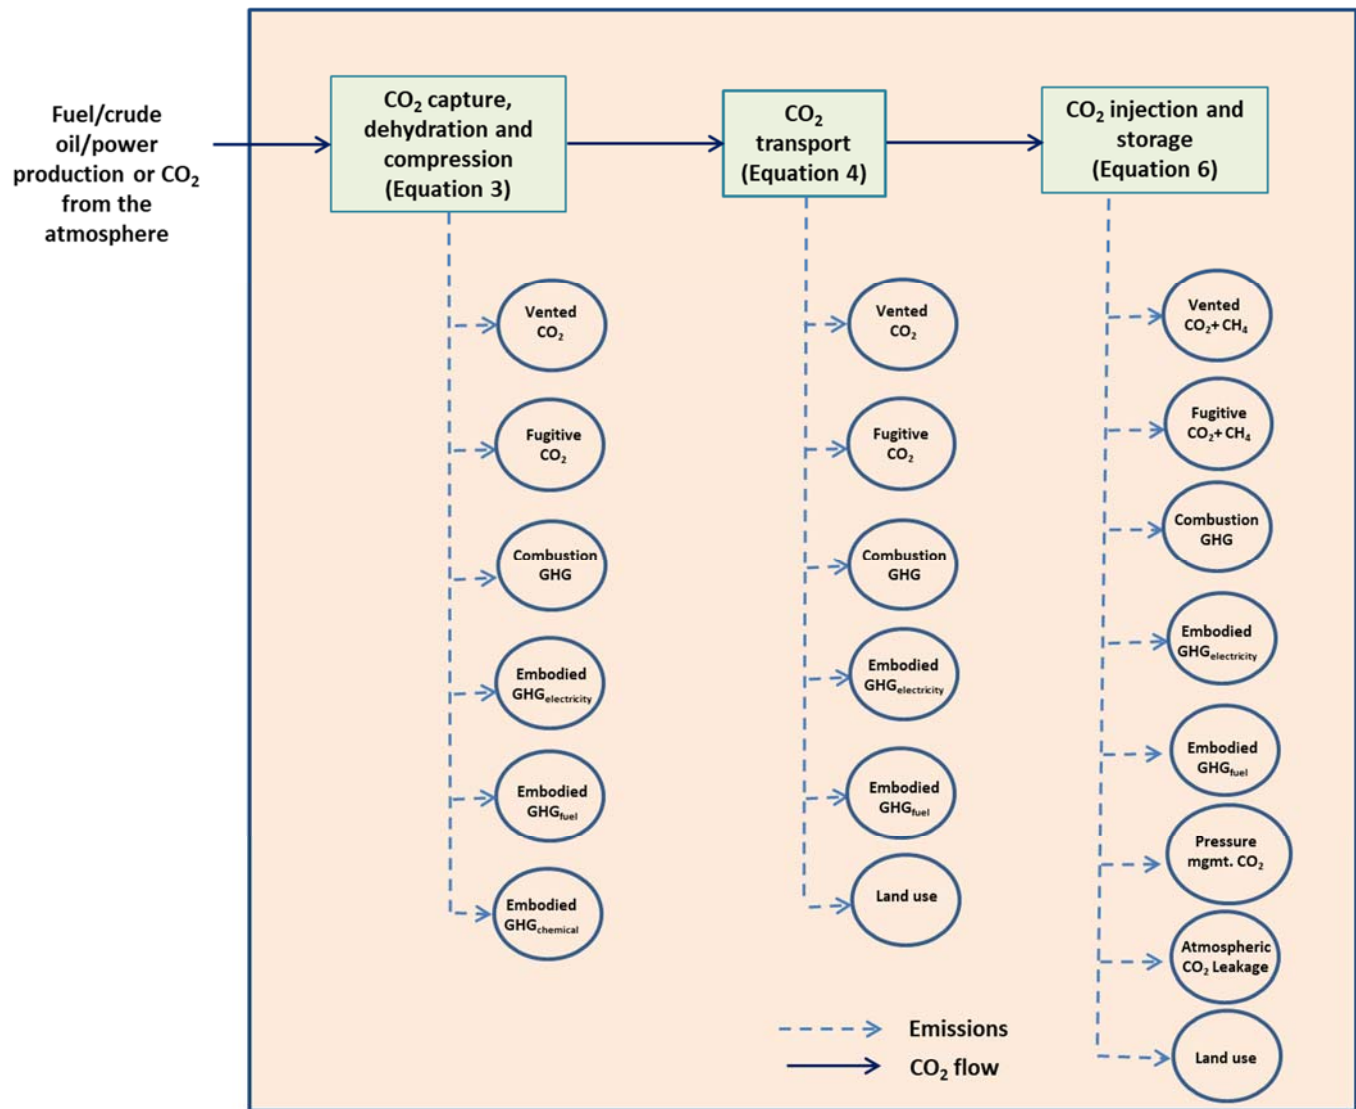 Fuel/crude
oil/power
production or CO₂
from the
atmosphere
CO₂ capture,
dehydration and
compression
(Equation 3)
CO₂
transport
(Equation 4)
CO₂ injection and
storage
(Equation 6)
Vented
CO₂
Fugitive
CO₂
Combustion
GHG
Embodied
GHGelectricity
Embodied
GHGfuel
Embodied
GHGchemical
Vented
CO₂
Fugitive
CO₂
Combustion
GHG
Embodied
GHGelectricity
Embodied
GHGfuel
Land use
Vented
CO₂+ CH₄
Fugitive
CO₂+ CH₄
Combustion
GHG
Embodied
GHGelectricity
Embodied
GHGfuel
Pressure
mgmt. CO₂
Atmospheric
CO₂ Leakage
Land use
Emissions
CO₂ flow